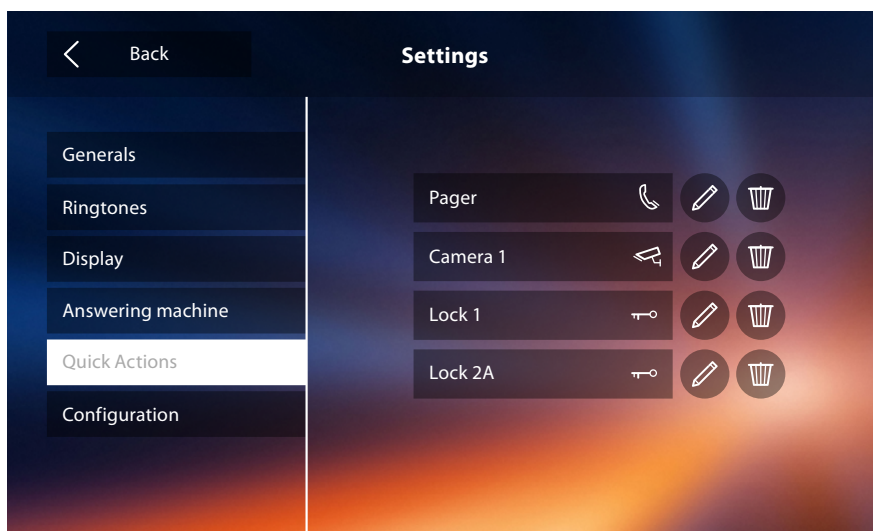 Back
Settings
Generals
Ringtones
Display
Answering machine
Quick Actions
Configuration
Pager
Camera 1
Lock 1
Lock 2A